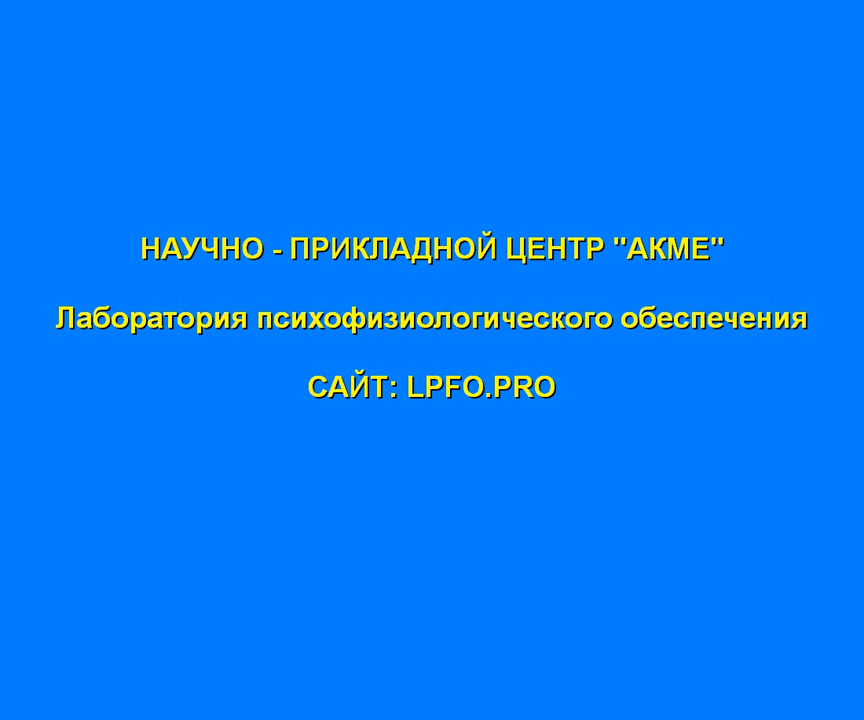 НАУЧНО - ПРИКЛАДНОЙ ЦЕНТР "АКМЕ"
Лаборатория психофизиологического обеспечения
САЙТ: LPFO.PRO